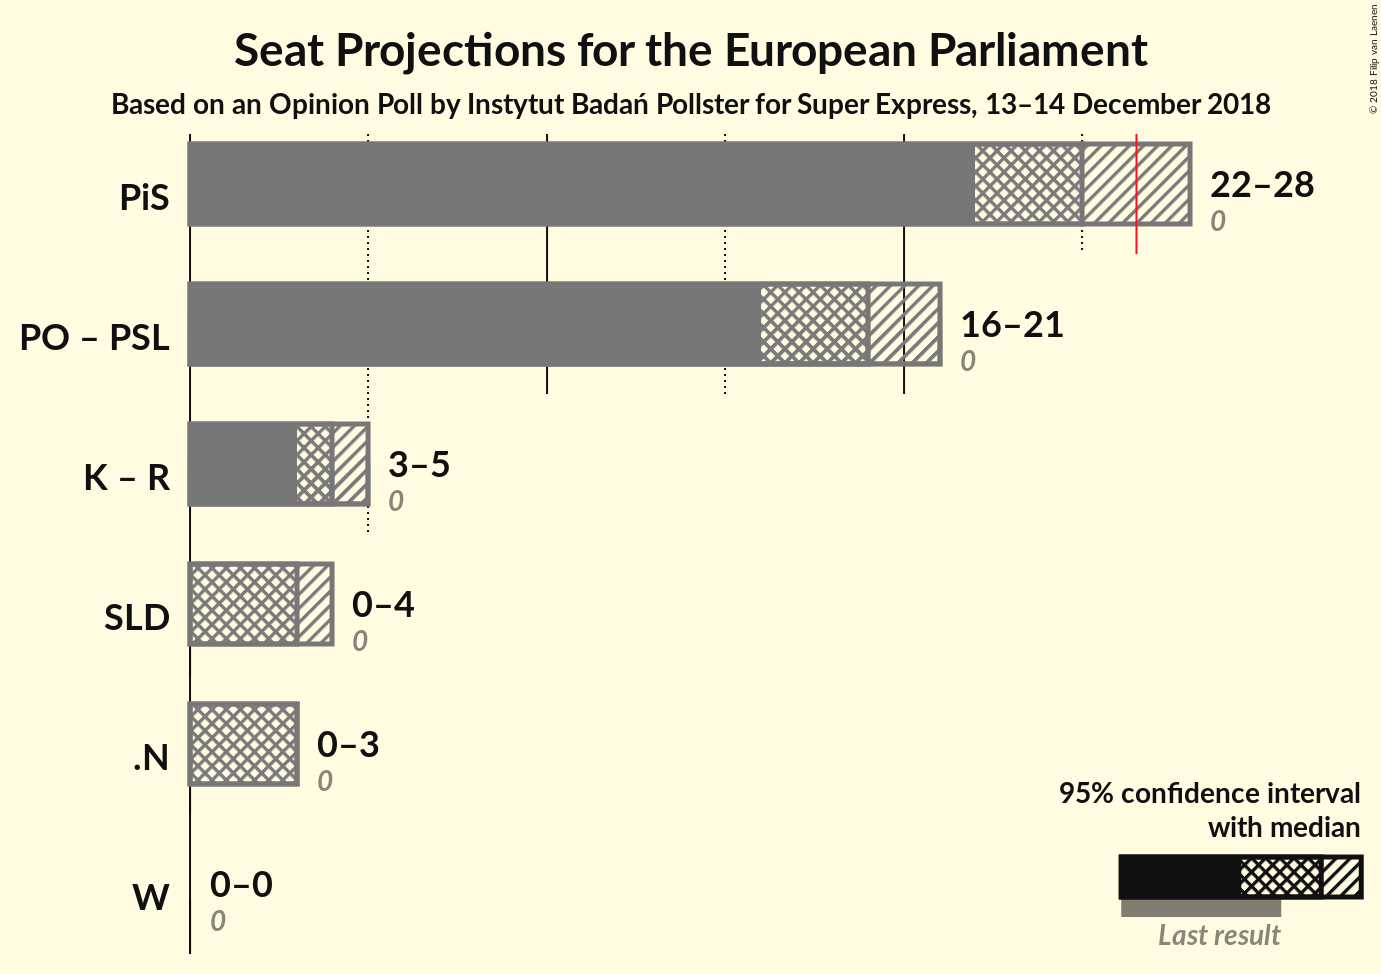 Seat Projections for the European Parliament
Based on an Opinion Poll by Instytut Badań Pollster for Super Express, 13–14 December 2018
© 2018 Filip van Laenen
PiS
22–28
0
PO – PSL
16–21
0
K – R
3–5
0
SLD
0–4
0
.N
0–3
0
W
0–0
0
95% confidence interval
with median
Last result